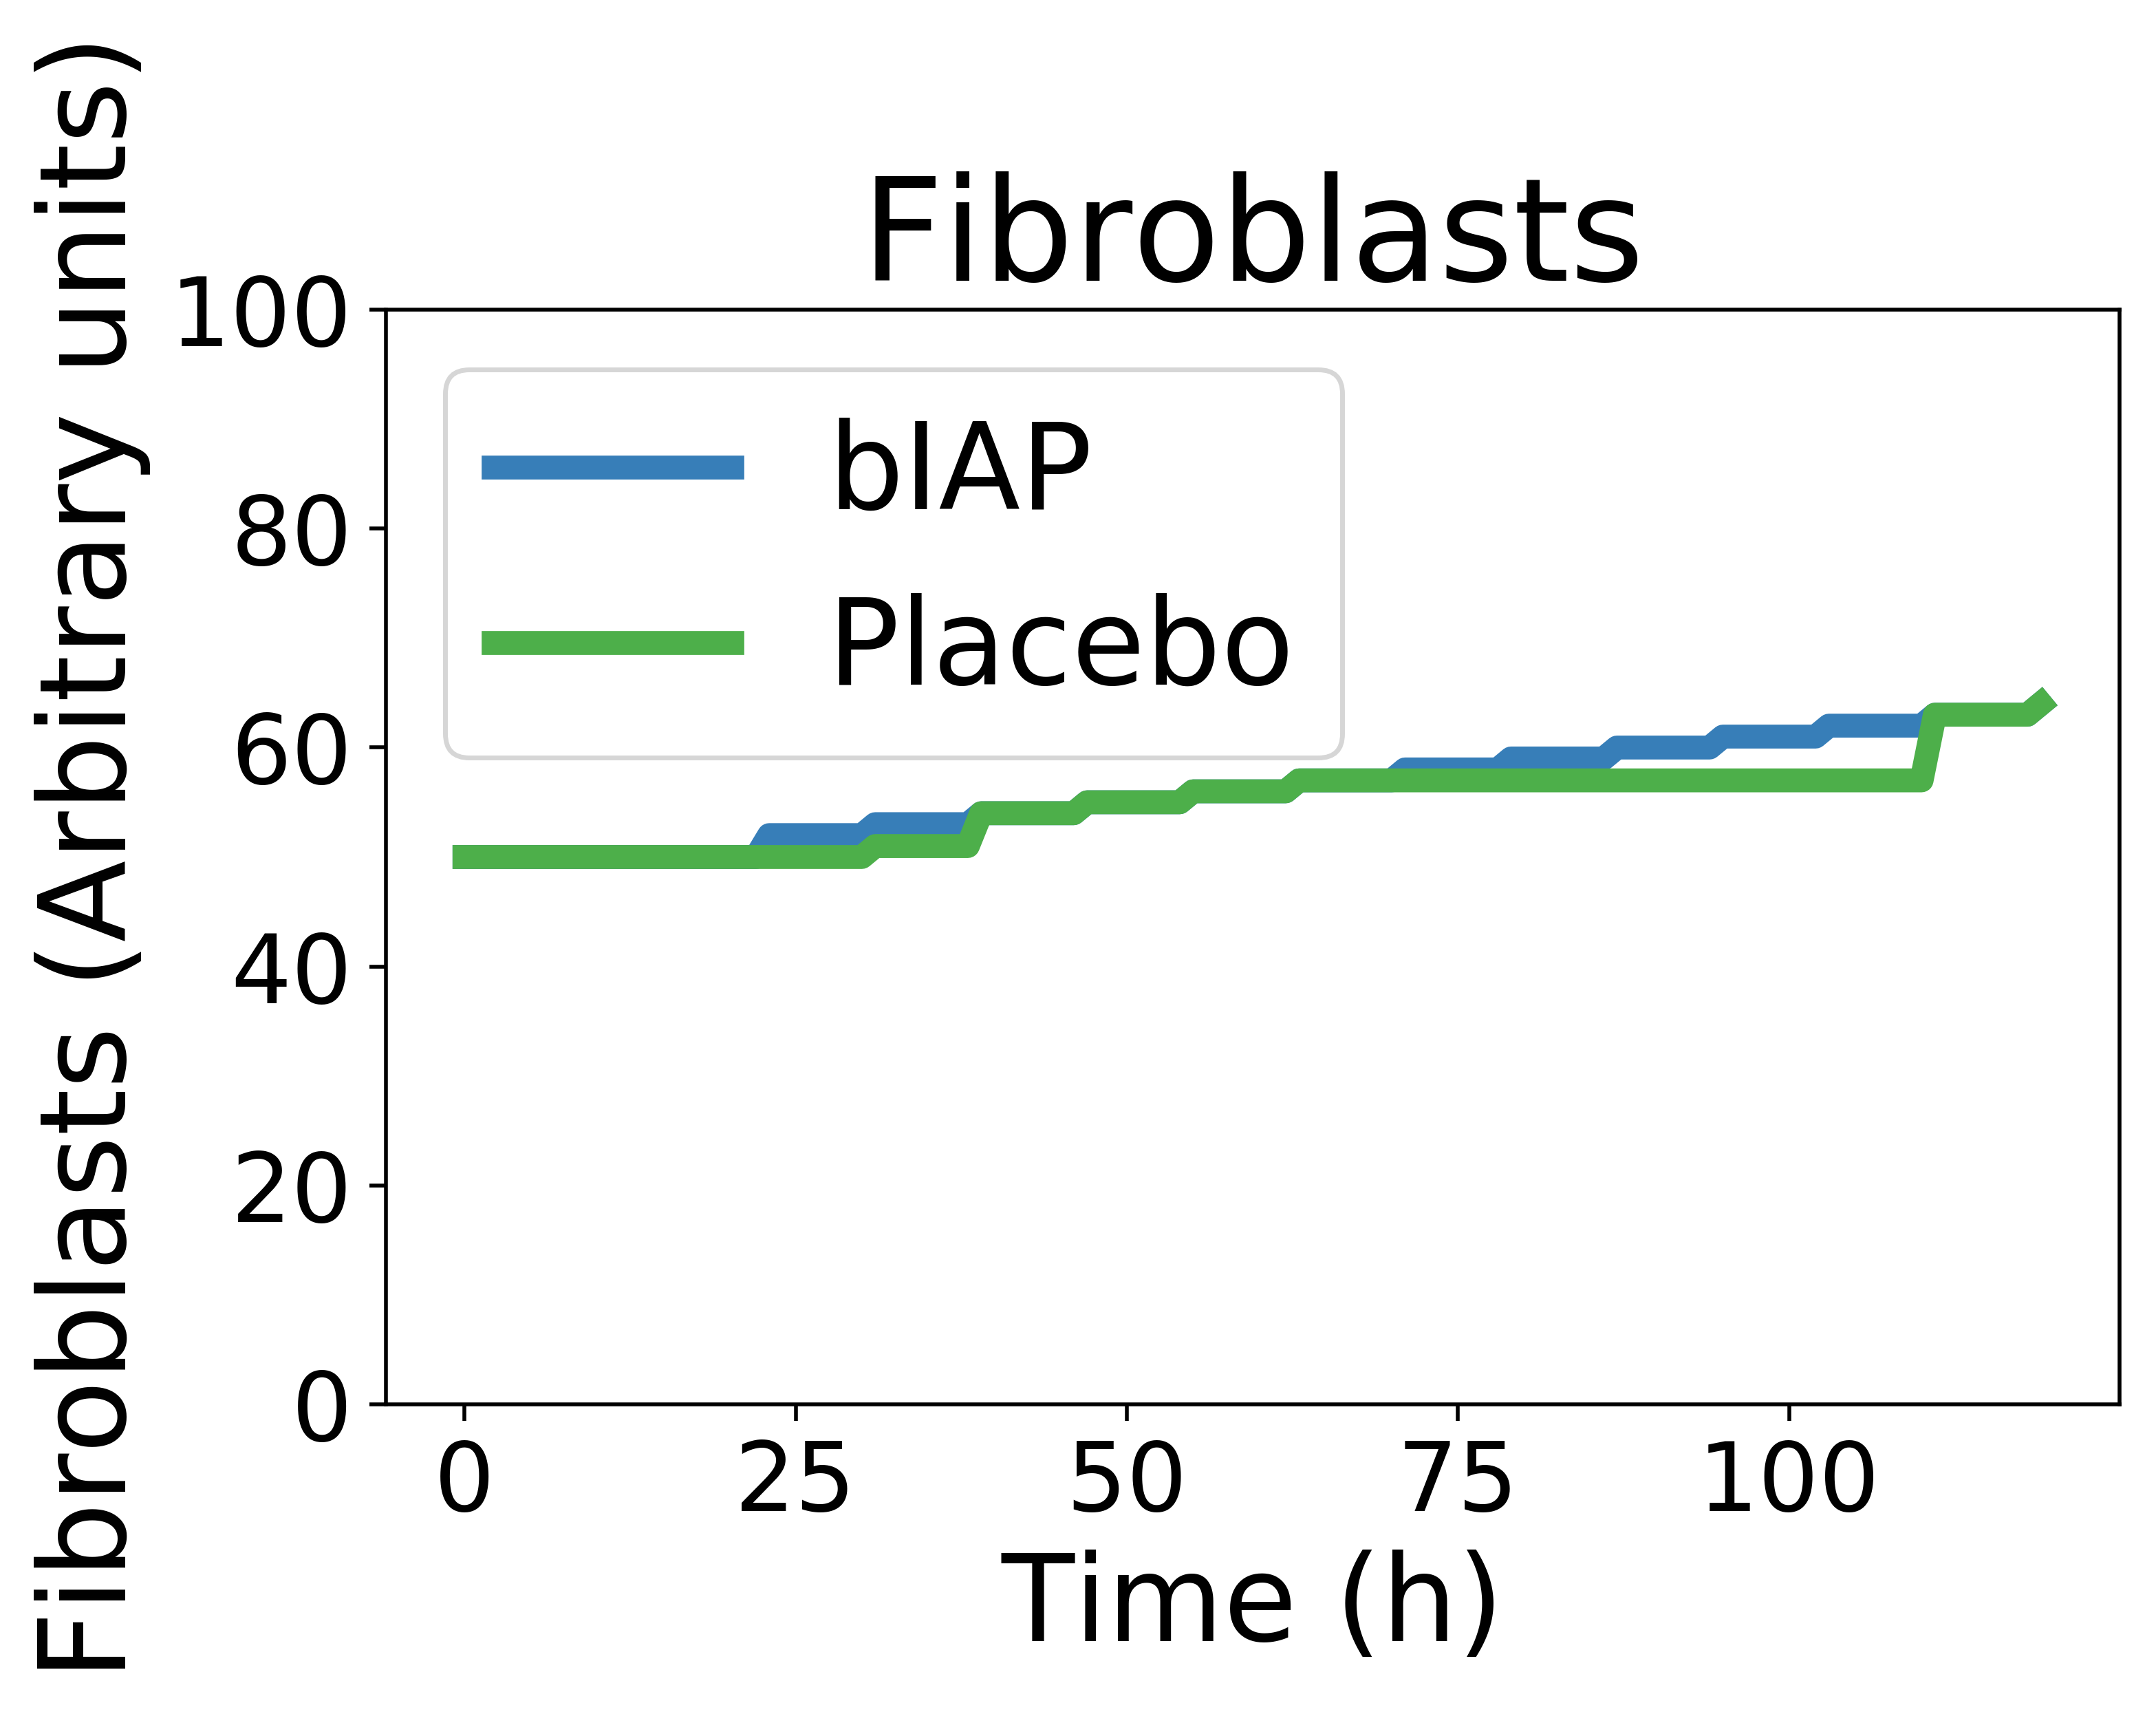 Fibroblasts
Fibroblasts (Arbitrary units)
100
80
60
40
20
0
bIAP
Placebo
0 25 50 75 100
Time (h)